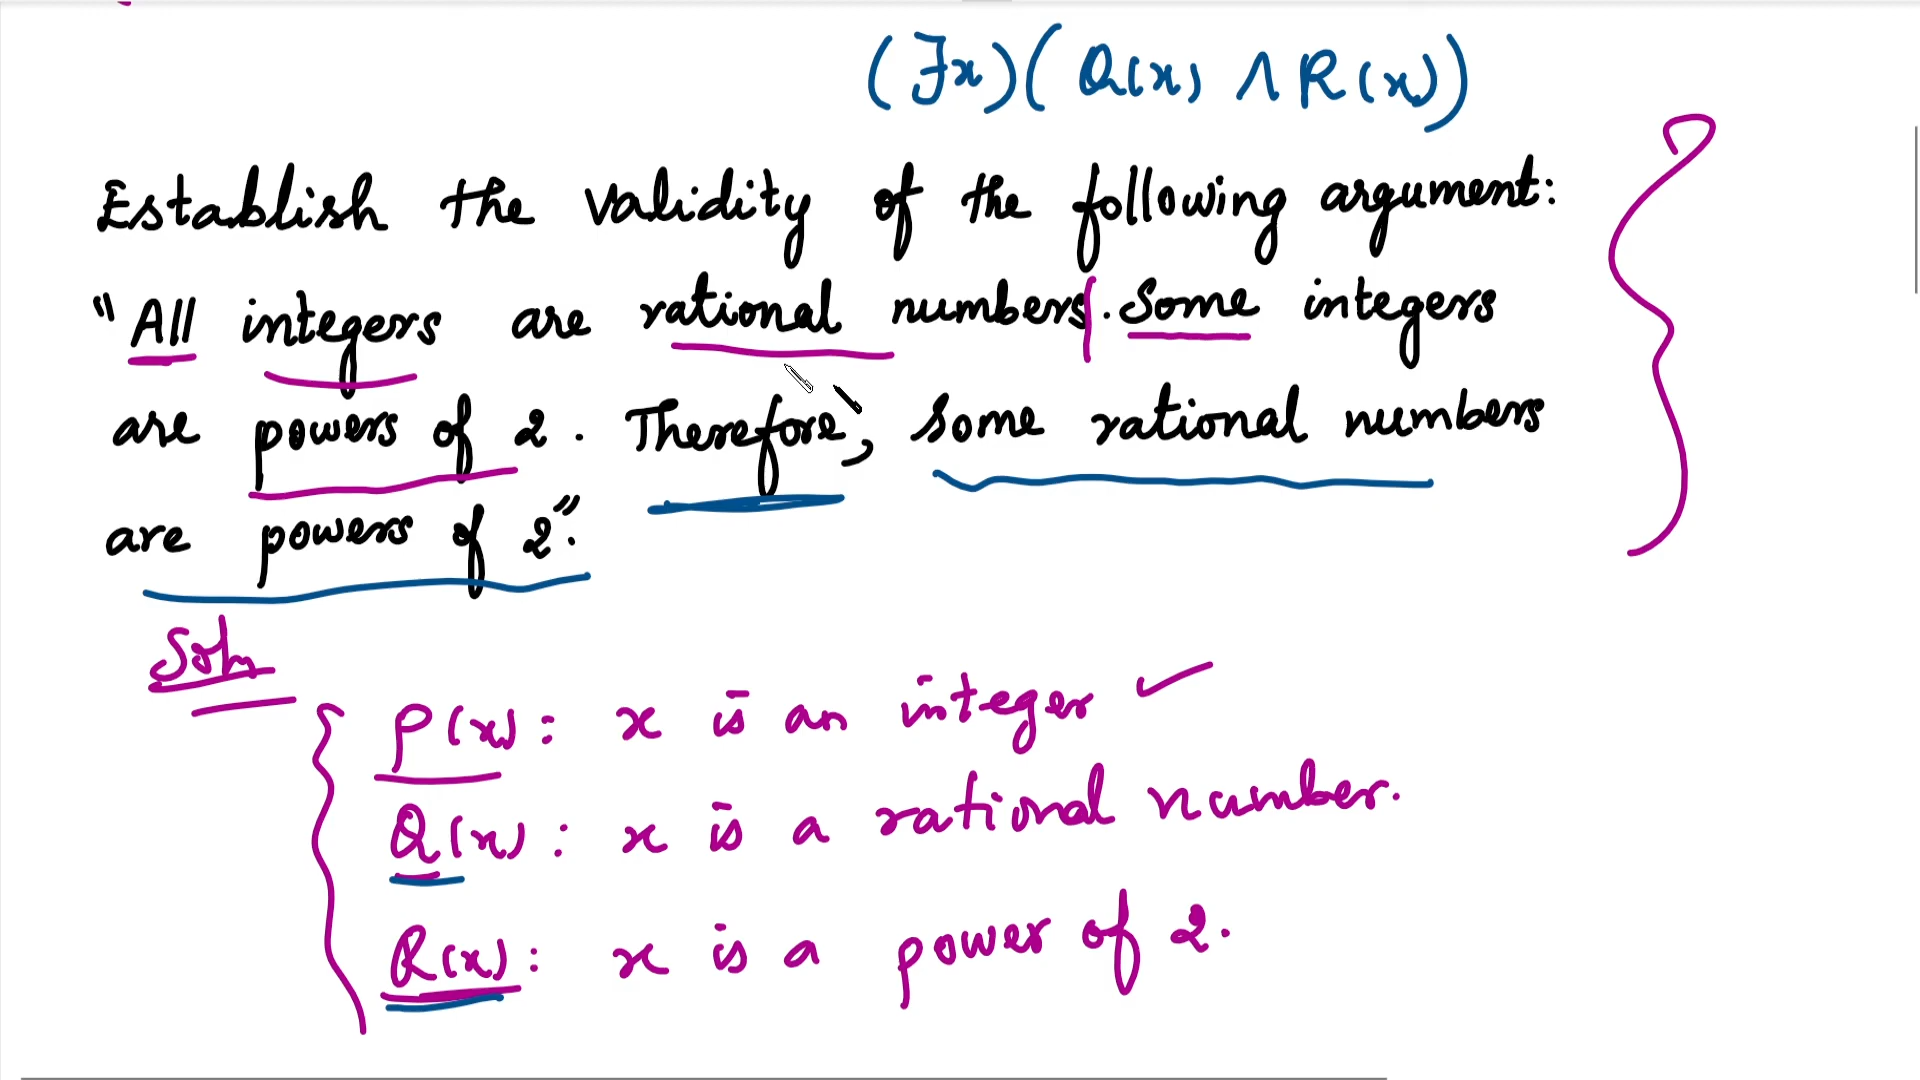 (∃x)(Q(x) ∧ R(x))
Establish the validity of the following argument:
"All integers are rational numbers. Some integers
are powers of 2. Therefore, some rational numbers
are powers of 2".
Soln
P(x): x is an integer ✓
Q(x): x is a rational number.
R(x): x is a power of 2.